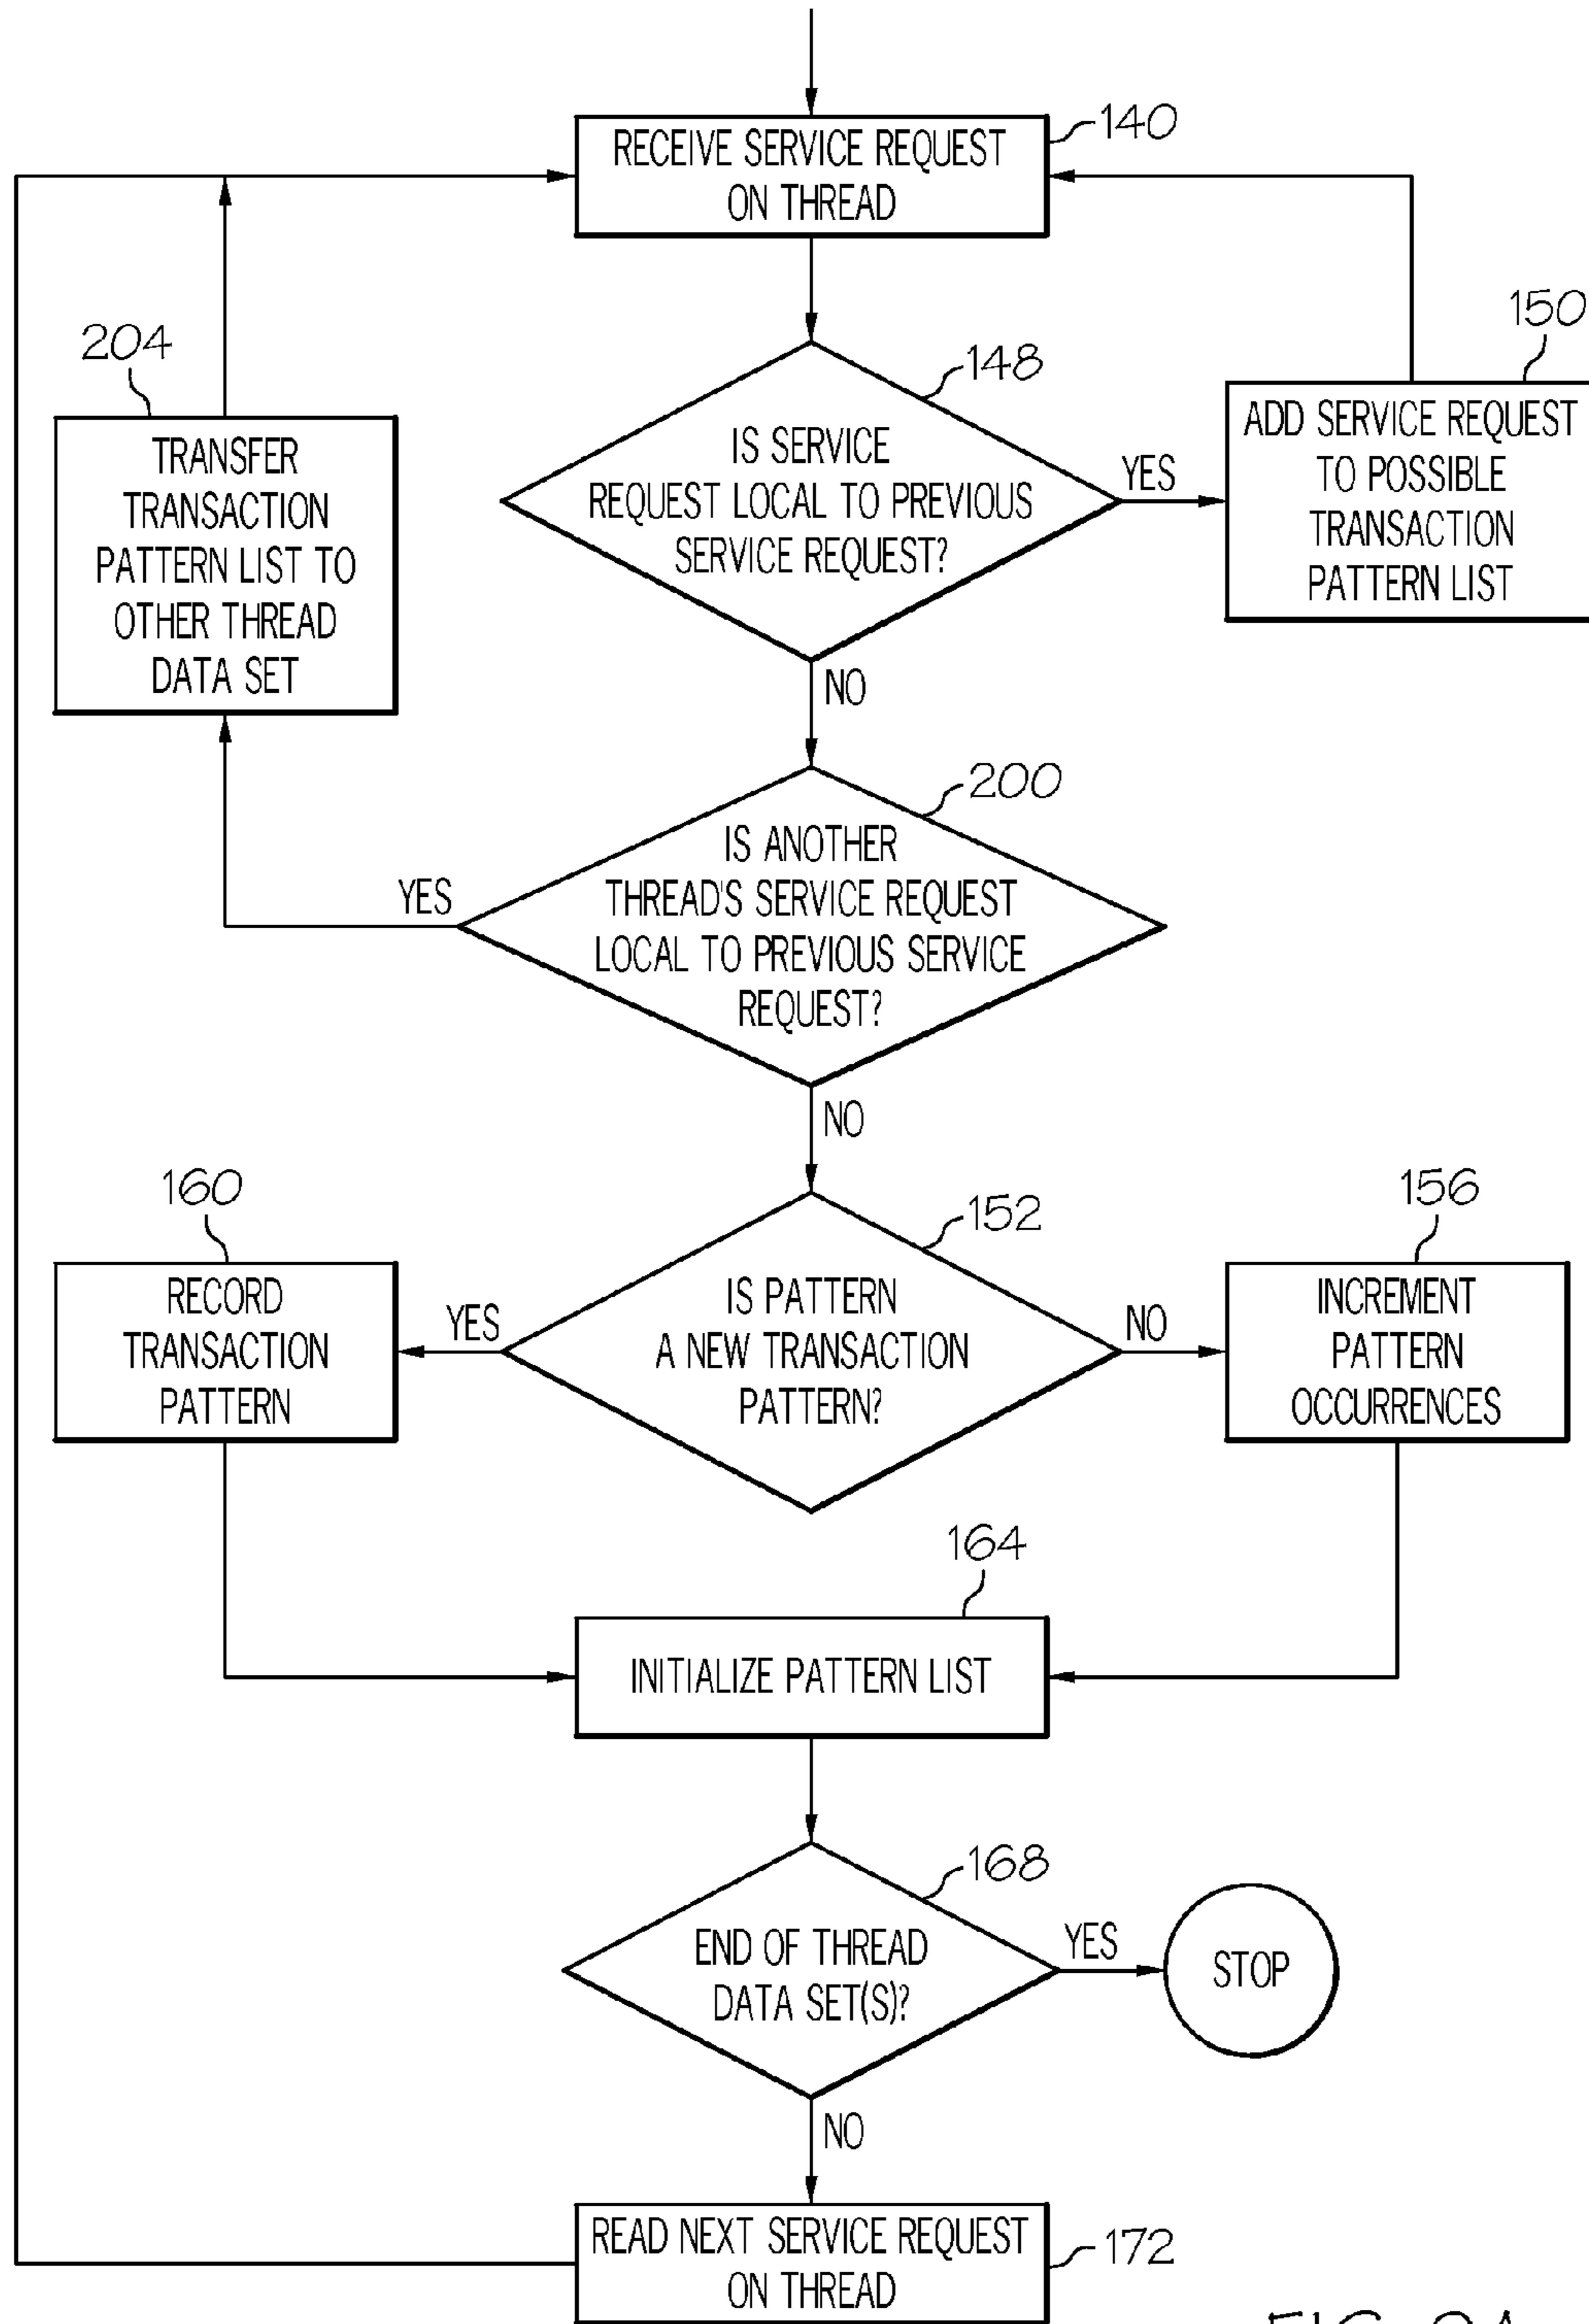 RECEIVE SERVICE REQUEST
ON THREAD
140
204
150
148
TRANSFER
TRANSACTION
PATTERN LIST TO
OTHER THREAD
DATA SET
IS SERVICE
REQUEST LOCAL TO PREVIOUS
SERVICE REQUEST?
YES
ADD SERVICE REQUEST
TO POSSIBLE
TRANSACTION
PATTERN LIST
NO
200
IS ANOTHER
THREAD'S SERVICE REQUEST
LOCAL TO PREVIOUS SERVICE
REQUEST?
YES
NO
160
152
156
RECORD
TRANSACTION
PATTERN
YES
IS PATTERN
A NEW TRANSACTION
PATTERN?
NO
INCREMENT
PATTERN
OCCURRENCES
164
INITIALIZE PATTERN LIST
168
END OF THREAD
DATA SET(S)?
YES
STOP
NO
READ NEXT SERVICE REQUEST
ON THREAD
172